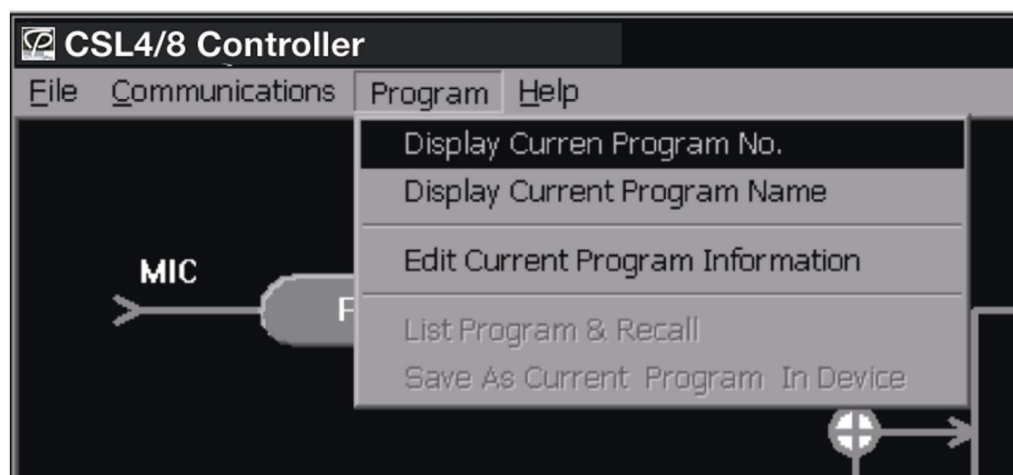 CSL4/8 Controller
File Communications Program Help
Display Curren Program No.
Display Current Program Name
Edit Current Program Information
MIC
F
List Program & Recall
Save As Current Program In Device